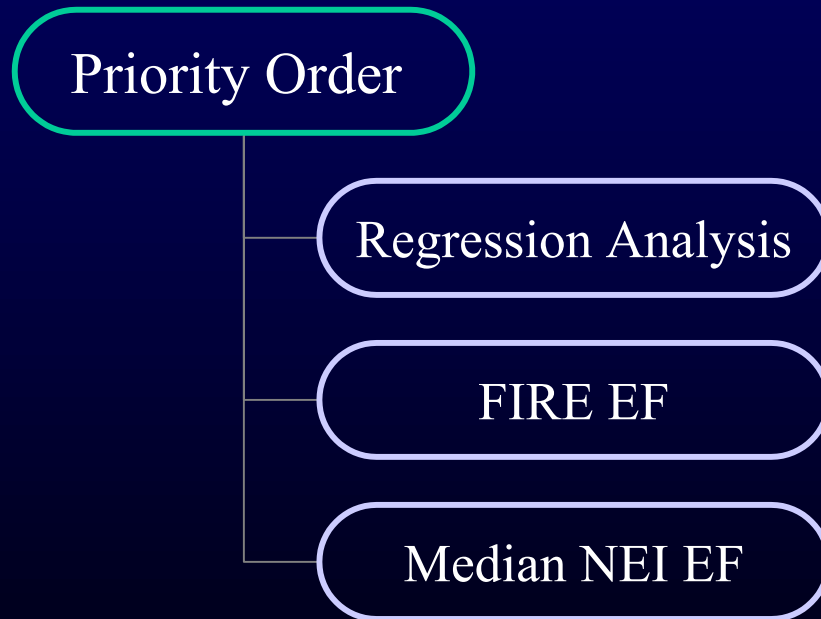 Priority Order
Regression Analysis
FIRE EF
Median NEI EF